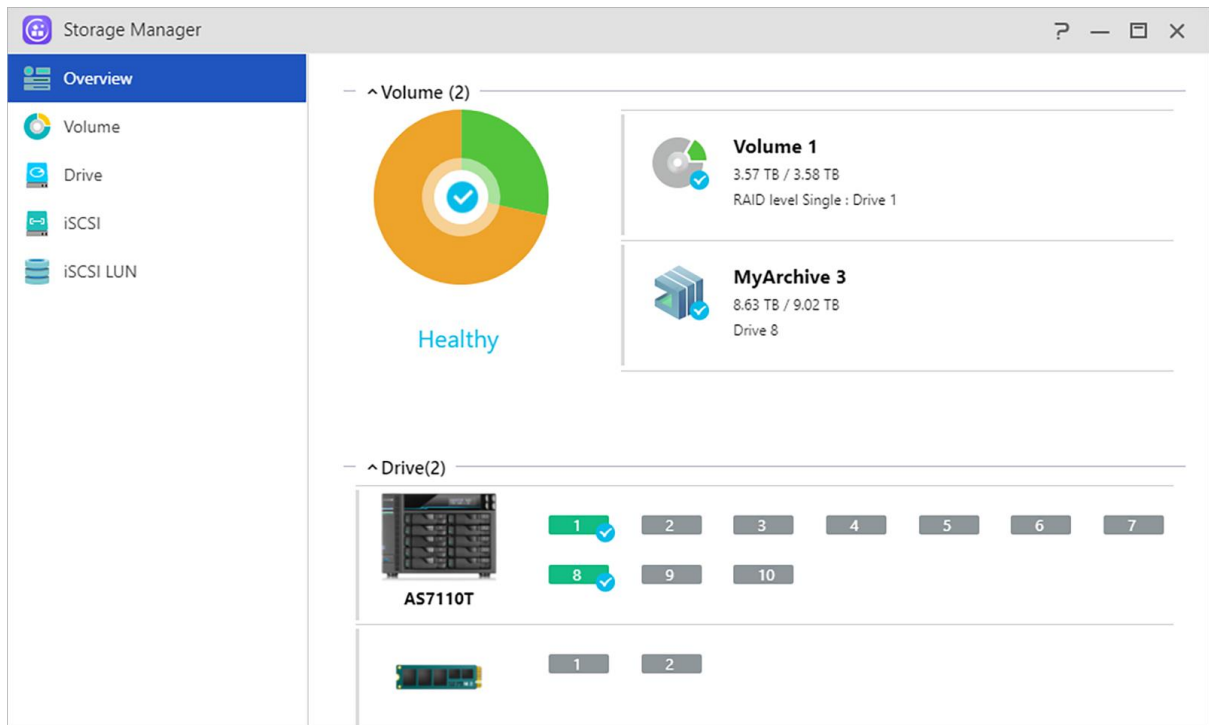 Storage Manager
Overview
Volume
Drive
iSCSI
iSCSI LUN
Volume (2)
Healthy
Volume 1
3.57 TB / 3.58 TB
RAID level Single : Drive 1
MyArchive 3
8.63 TB / 9.02 TB
Drive 8
Drive(2)
AS7110T
1 2 3 4 5 6 7
8 9 10
1 2